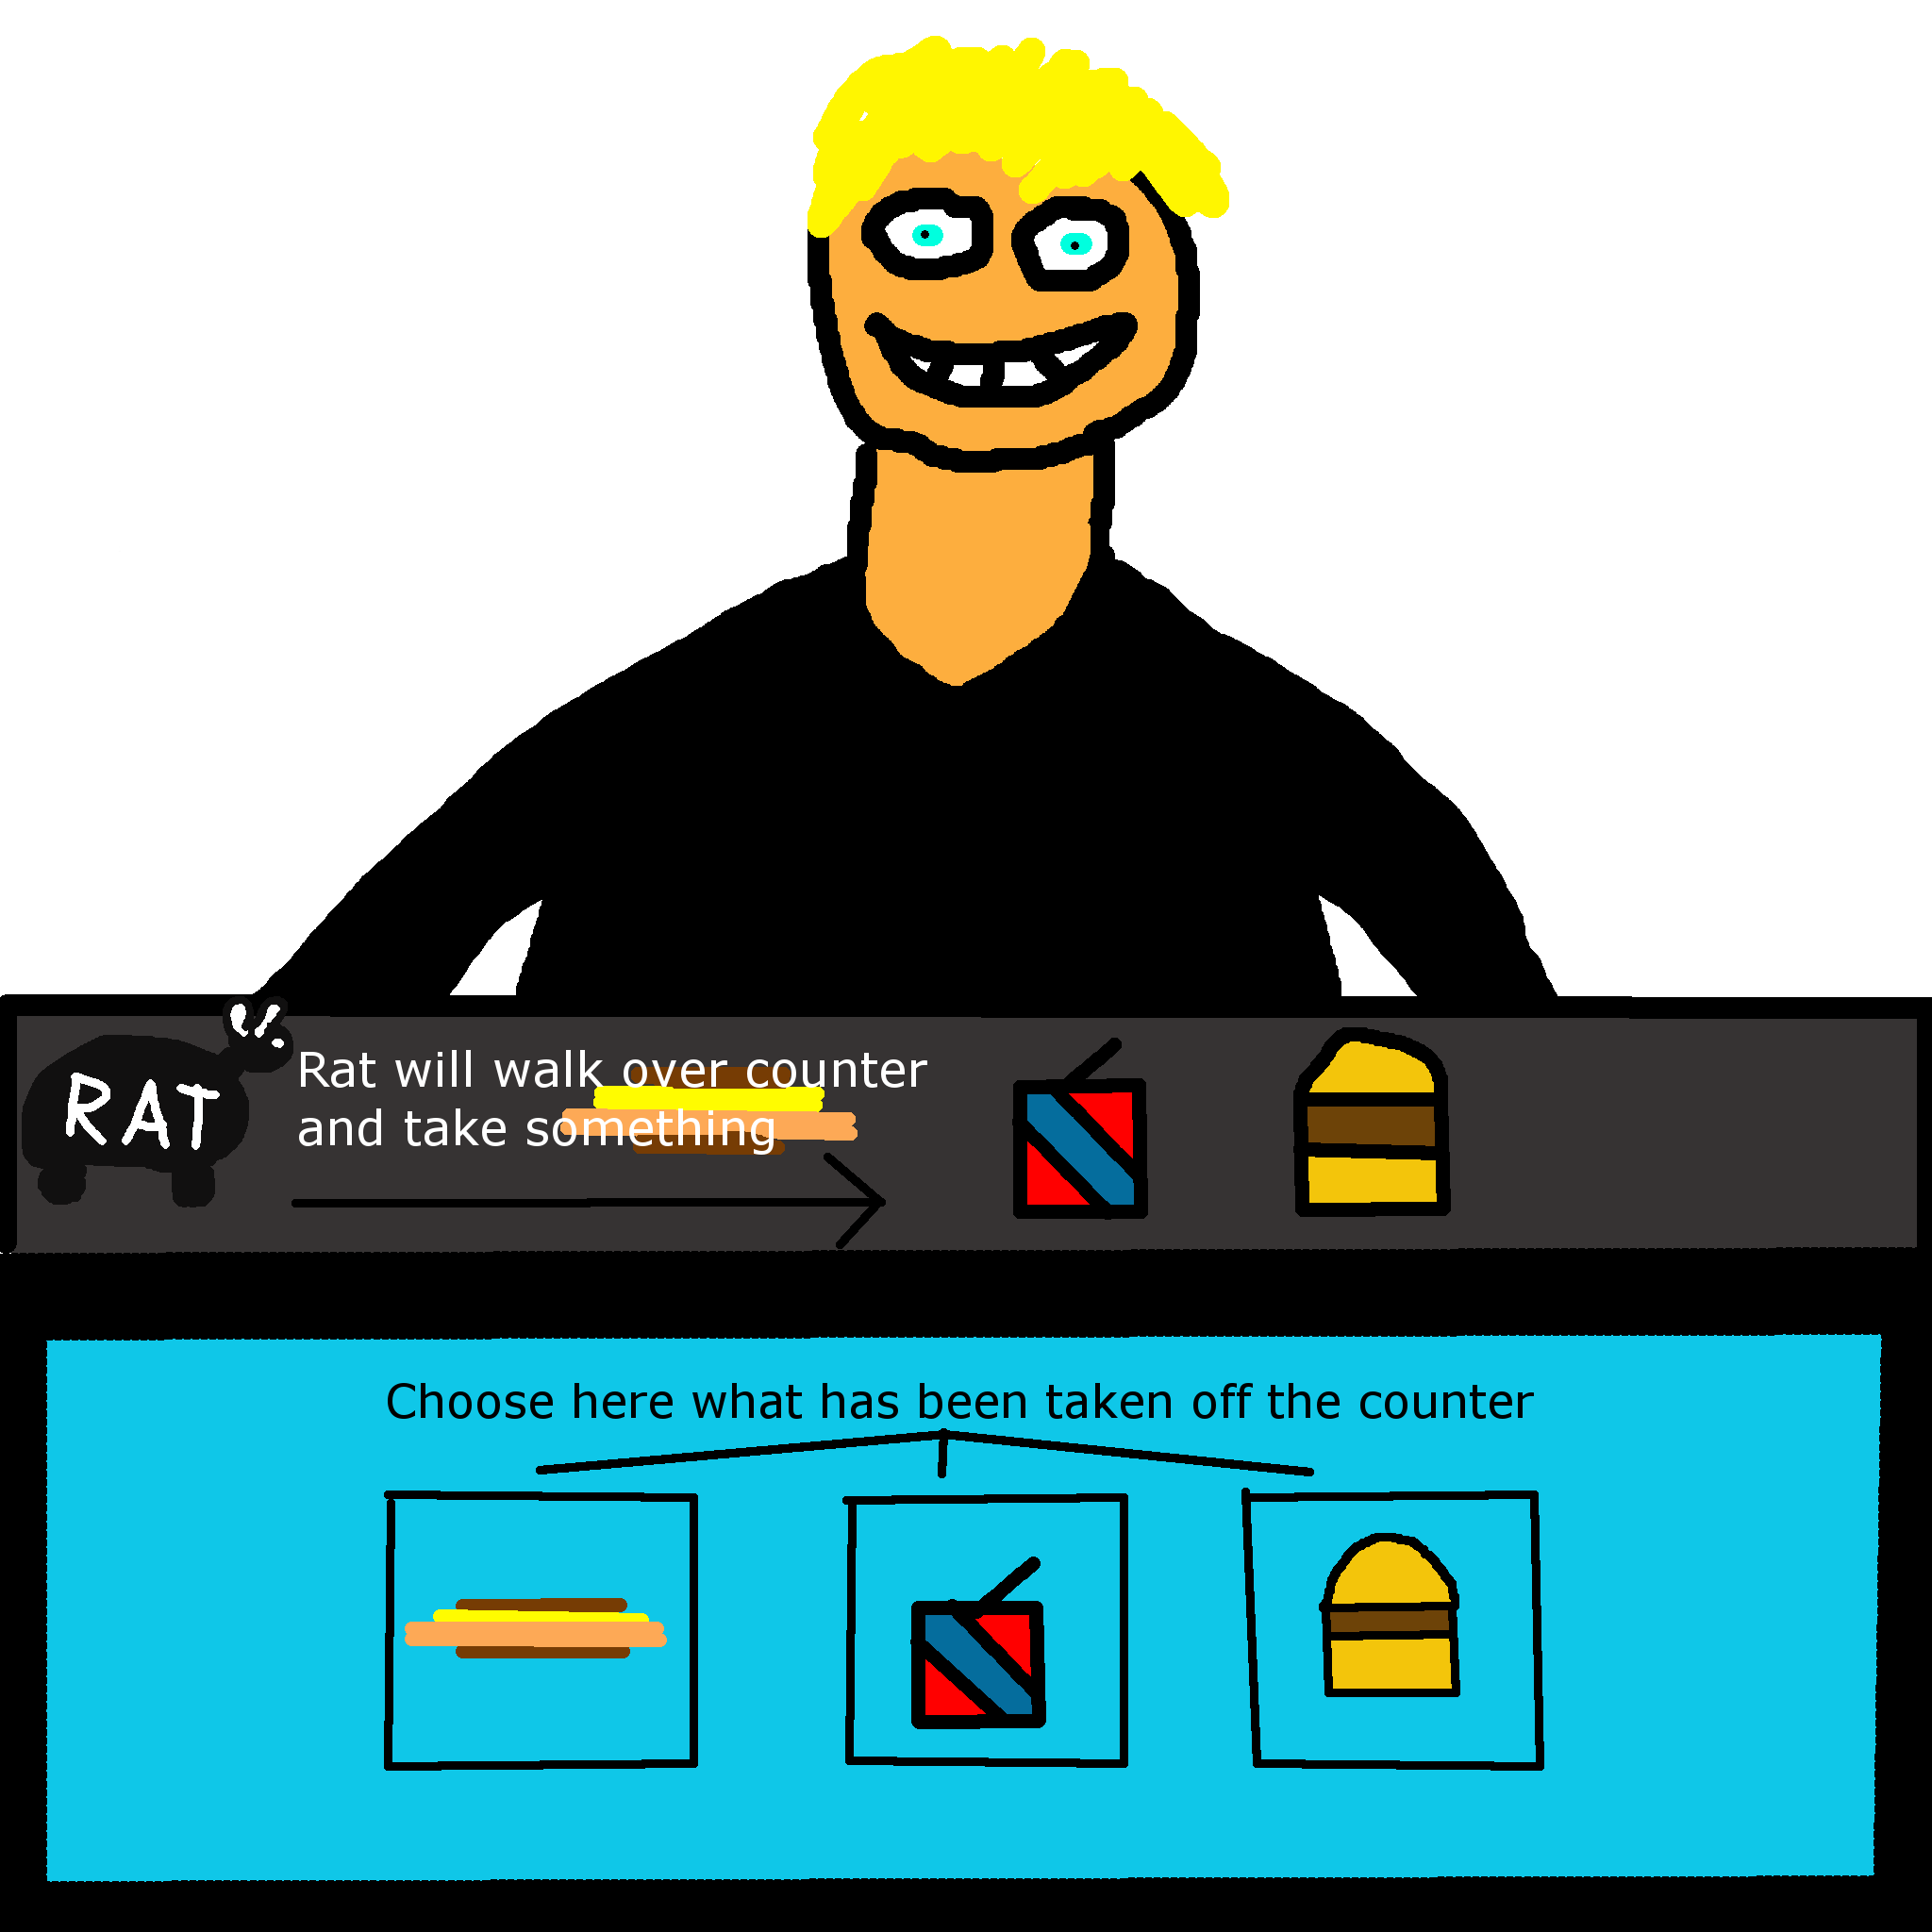 RAT
Rat will walk over counter
and take something
Choose here what has been taken off the counter